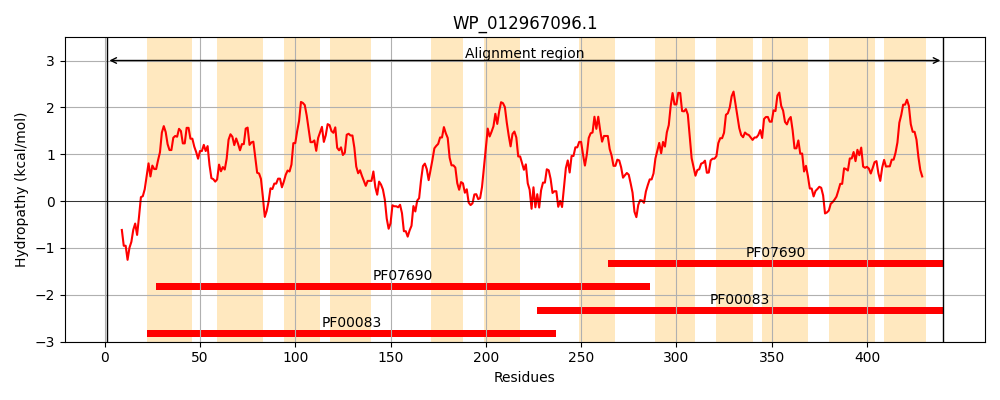 WP_012967096.1
Alignment region
Hydropathy (kcal/mol)
3
2
1
0
−1
−2
−3
PF07690
PF07690
PF00083
PF00083
0 50 100 150 200 250 300 350 400
Residues